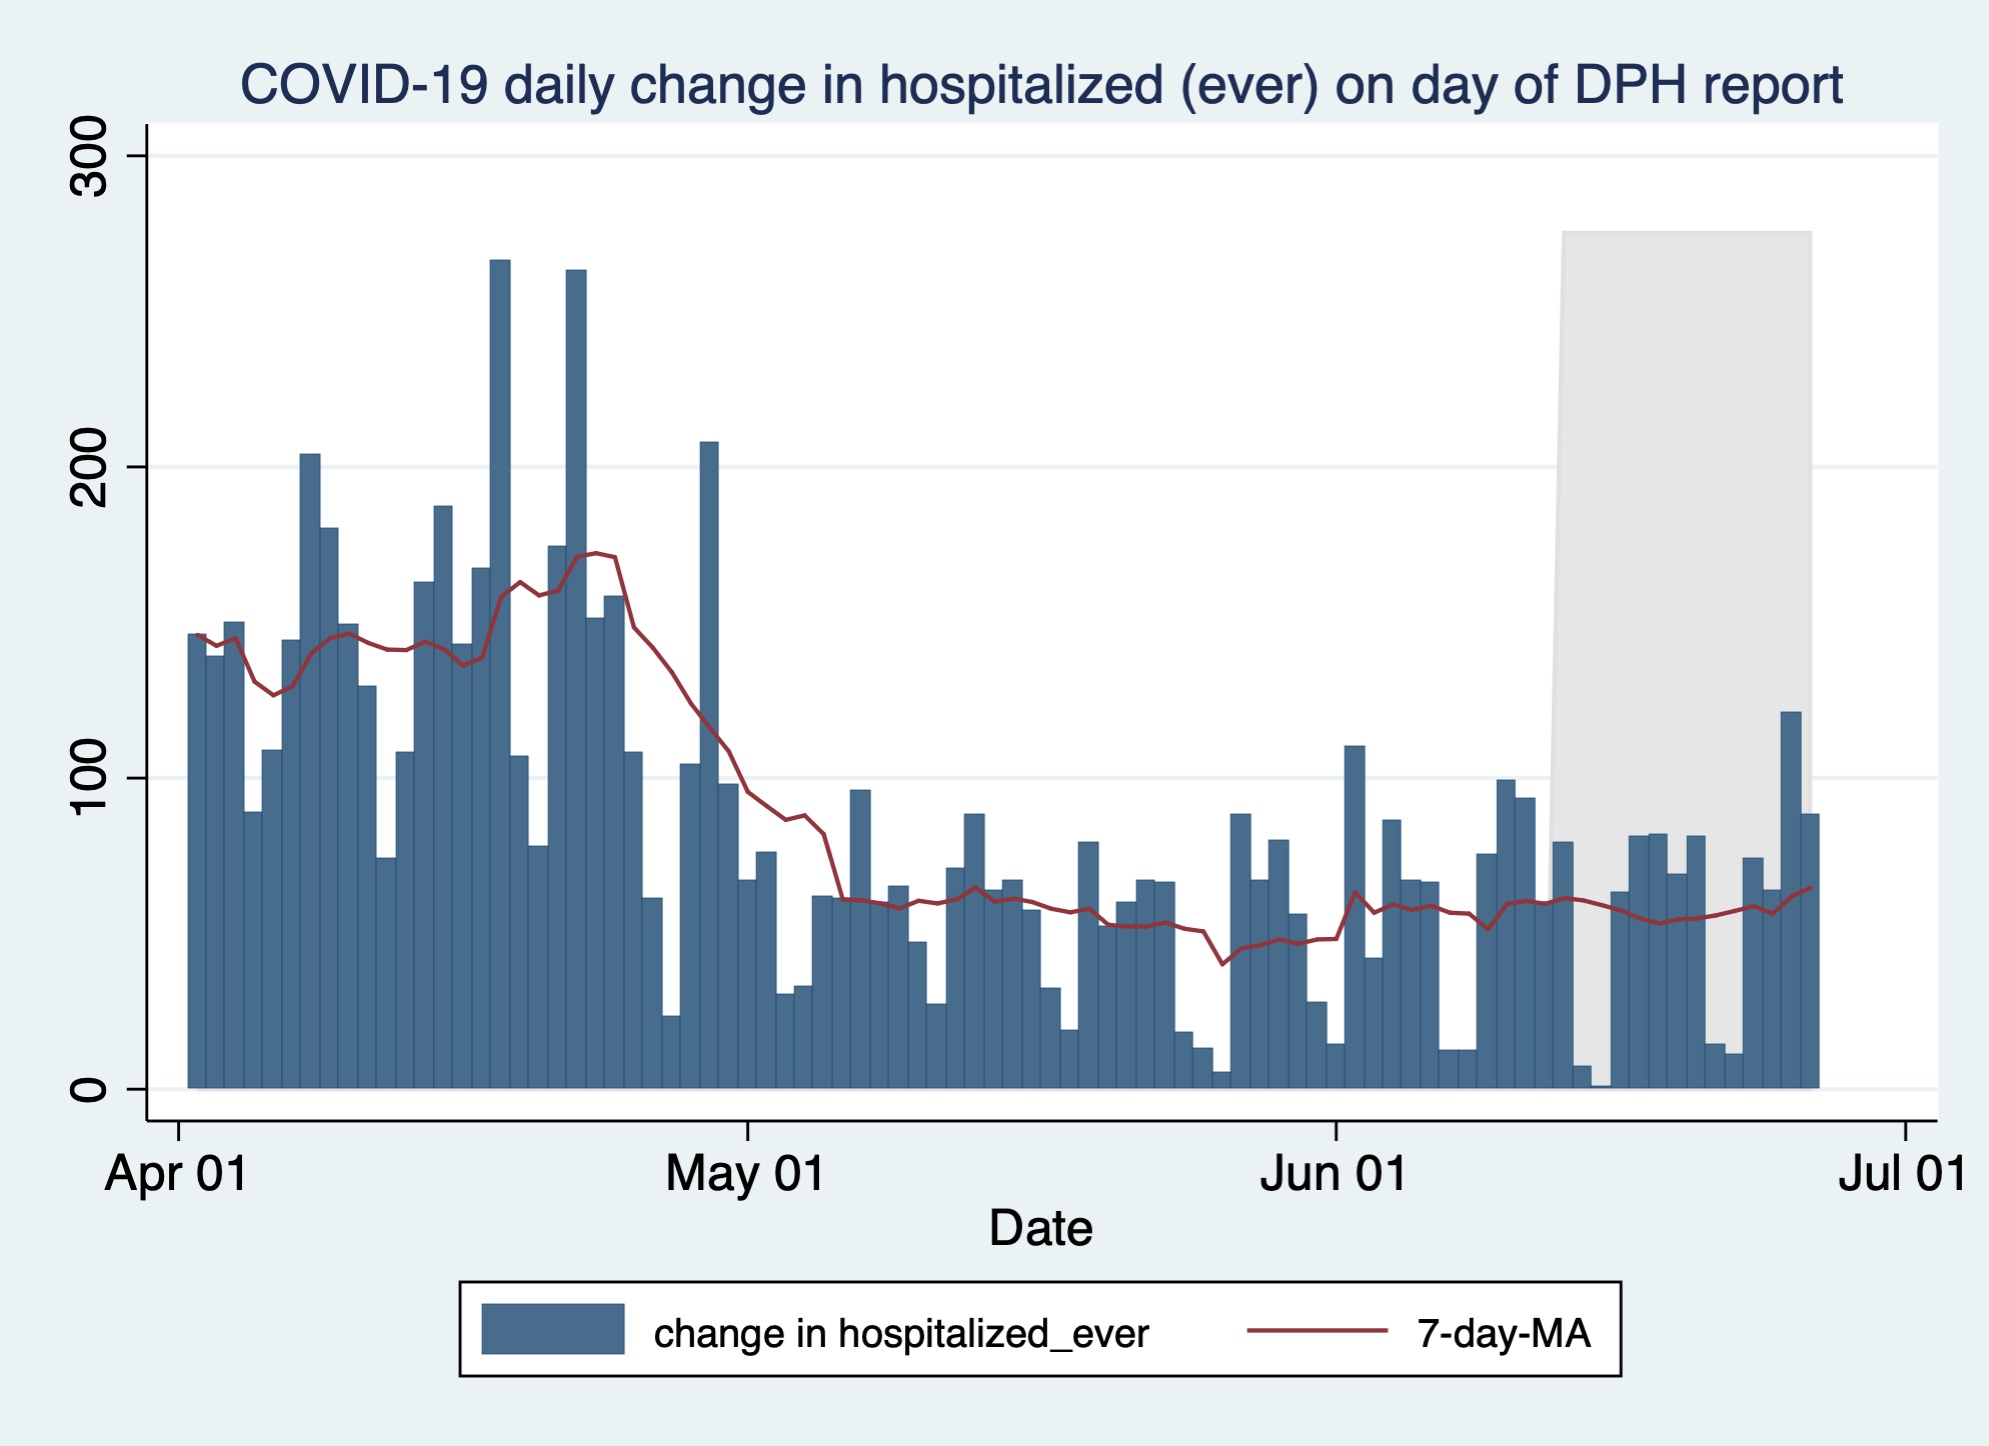 COVID-19 daily change in hospitalized (ever) on day of DPH report
300
200
100
0
Apr 01 May 01 Jun 01 Jul 01
Date
change in hospitalized_ever 7-day-MA